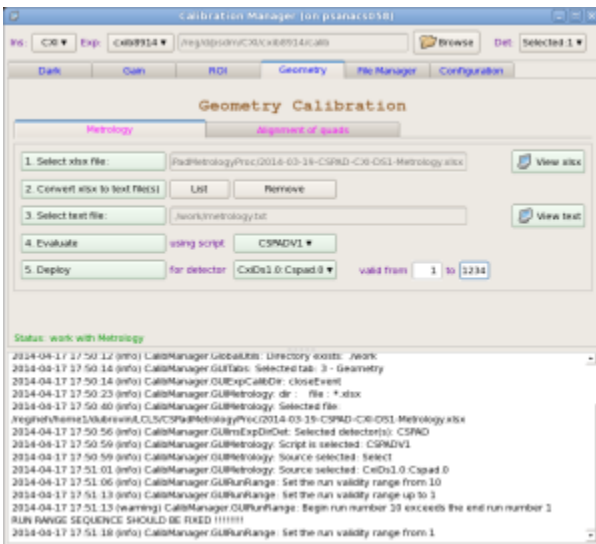 Calibration Manager (on psanacs058)
Ins: CXI Exp: cxib8914 /reg/d/psdm/CXI/cxib8914/calib Browse Det: Selected:1
Dark Gain ROI Geometry File Manager Configuration
Geometry Calibration
Metrology Alignment of quads
1. Select xlsx file: PadMetrologyProc/2014-03-19-CSPAD-CXI-DS1-Metrology.xlsx View xlsx
2. Convert xlsx to text file(s) List Remove
3. Select text file: ./work/metrology.txt View text
4. Evaluate using script CSPADV1
5. Deploy for detector CxiDs1.0:Cspad.0 valid from 1 to 1234
Status: work with Metrology
2014-04-17 17:50:12 (info) CalibManager.GlobalUtils: Directory exists: ./work
2014-04-17 17:50:14 (info) CalibManager.GUITabs: Selected tab: 3 - Geometry
2014-04-17 17:50:14 (info) CalibManager.GUIExpCalibDir: closeEvent
2014-04-17 17:50:23 (info) CalibManager.GUIMetrology: dir : file : *.xlsx
2014-04-17 17:50:40 (info) CalibManager.GUIMetrology: Selected file:
/reg/neh/home1/dubrovin/LCLS/CSPadMetrologyProc/2014-03-19-CSPAD-CXI-DS1-Metrology.xlsx
2014-04-17 17:50:56 (info) CalibManager.GUIInsExpDirDet: Selected detector(s): CSPAD
2014-04-17 17:50:59 (info) CalibManager.GUIMetrology: Script is selected: CSPADV1
2014-04-17 17:50:59 (info) CalibManager.GUIMetrology: Source selected: Select
2014-04-17 17:51:01 (info) CalibManager.GUIMetrology: Source selected: CxiDs1.0:Cspad.0
2014-04-17 17:51:06 (info) CalibManager.GUIRunRange: Set the run validity range from 10
2014-04-17 17:51:13 (info) CalibManager.GUIRunRange: Set the run validity range up to 1
2014-04-17 17:51:13 (warning) CalibManager.GUIRunRange: Begin run number 10 exceeds the end run number 1
RUN RANGE SEQUENCE SHOULD BE FIXED !!!!!!!!
2014-04-17 17:51:18 (info) CalibManager.GUIRunRange: Set the run validity range from 1